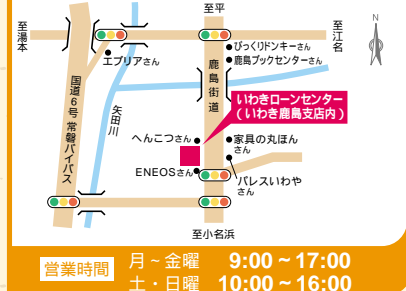 至平
N
至湯本
至江名
びっくりドンキーさん
鹿島ブックセンターさん
エブリアさん
鹿島街道
国道6号 常磐バイパス
矢田川
いわきローンセンター
(いわき鹿島支店内)
へんこつさん
家具の丸ほん
さん
ENEOSさん
パレスいわや
さん
至小名浜
営業時間
月~金曜 9:00~17:00
土・日曜 10:00~16:00